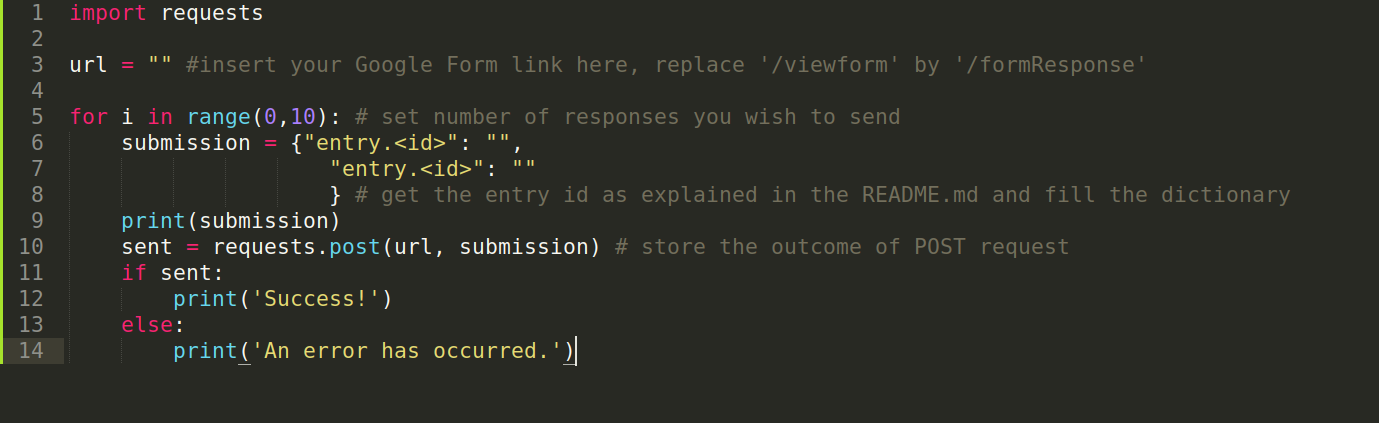 1 import requests
2
3 url = "" #insert your Google Form link here, replace '/viewform' by '/formResponse'
4
5 for i in range(0,10): # set number of responses you wish to send
6     submission = {"entry.<id>": "",
7                     "entry.<id>": ""
8                     } # get the entry id as explained in the README.md and fill the dictionary
9     print(submission)
10     sent = requests.post(url, submission) # store the outcome of POST request
11     if sent:
12         print('Success!')
13     else:
14         print('An error has occurred.')